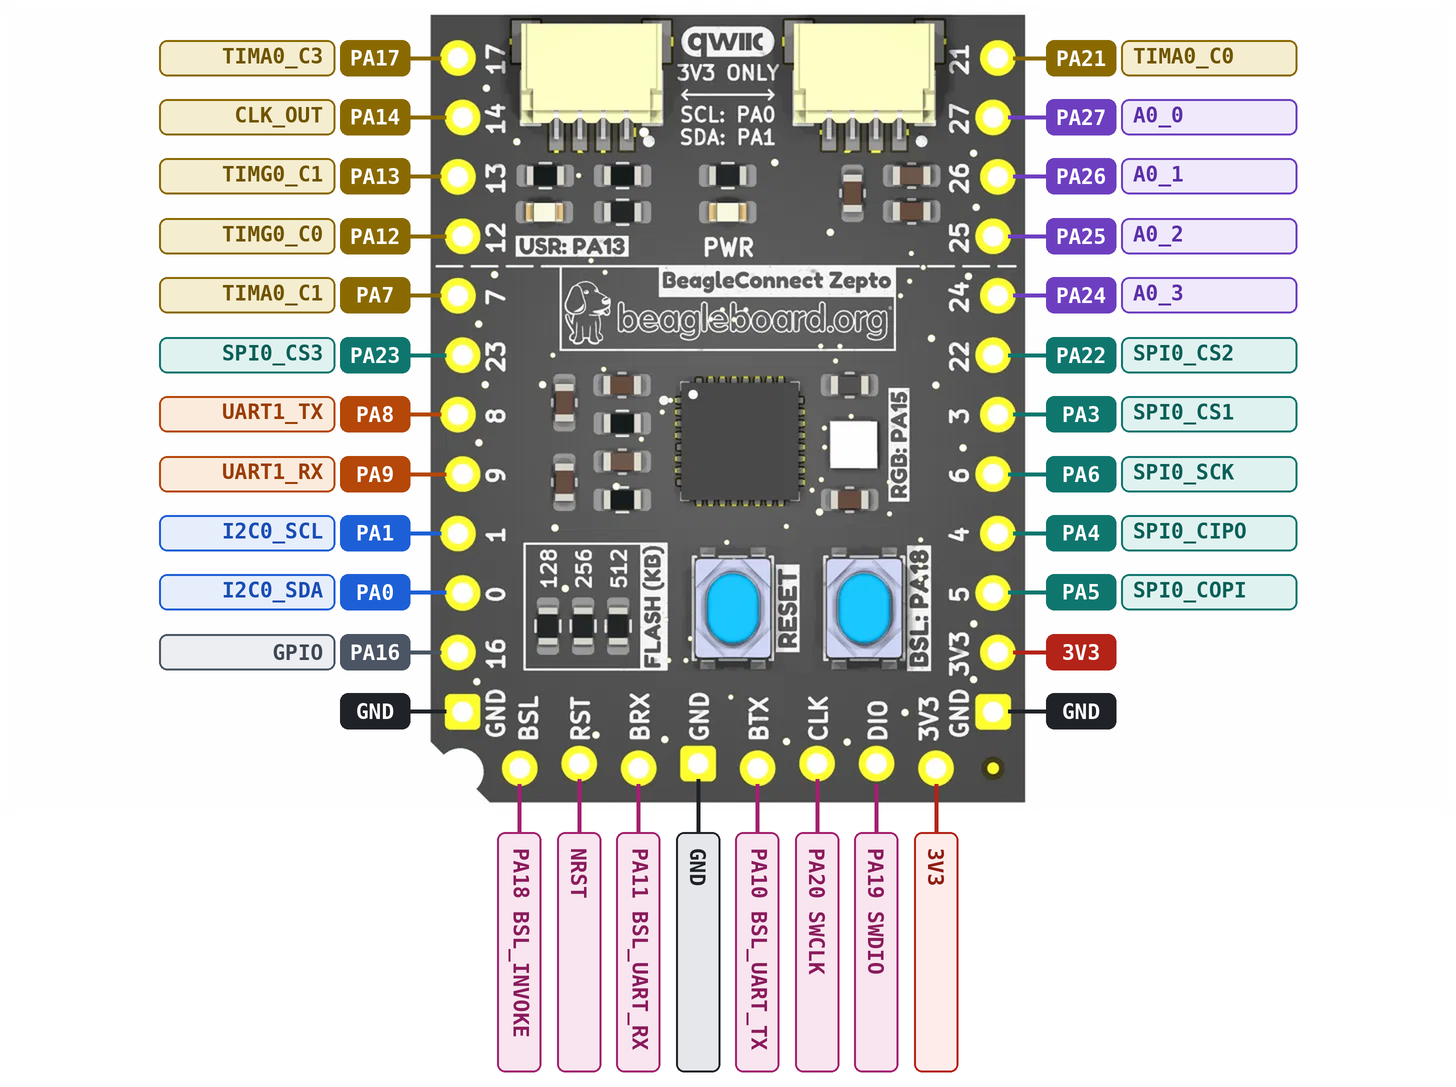 TIMA0_C3 PA17
CLK_OUT PA14
TIMG0_C1 PA13
TIMG0_C0 PA12
TIMA0_C1 PA7
SPI0_CS3 PA23
UART1_TX PA8
UART1_RX PA9
I2C0_SCL PA1
I2C0_SDA PA0
GPIO PA16
GND
17
14
13
12
7
23
8
9
1
0
16
GND
qwiic
3V3 ONLY
SCL: PA0
SDA: PA1
USR: PA13
PWR
BeagleConnect Zepto
beagleboard.org
RGB: PA15
128
256
512
FLASH (KB)
RESET
BSL: PA18
21
27
26
25
24
22
3
6
4
5
3V3
GND
PA21 TIMA0_C0
PA27 A0_0
PA26 A0_1
PA25 A0_2
PA24 A0_3
PA22 SPI0_CS2
PA3 SPI0_CS1
PA6 SPI0_SCK
PA4 SPI0_CIPO
PA5 SPI0_COPI
3V3
GND
BSL
RST
BRX
GND
BTX
CLK
DIO
3V3
PA18 BSL_INVOKE
NRST
PA11 BSL_UART_RX
GND
PA10 BSL_UART_TX
PA20 SWCLK
PA19 SWDIO
3V3